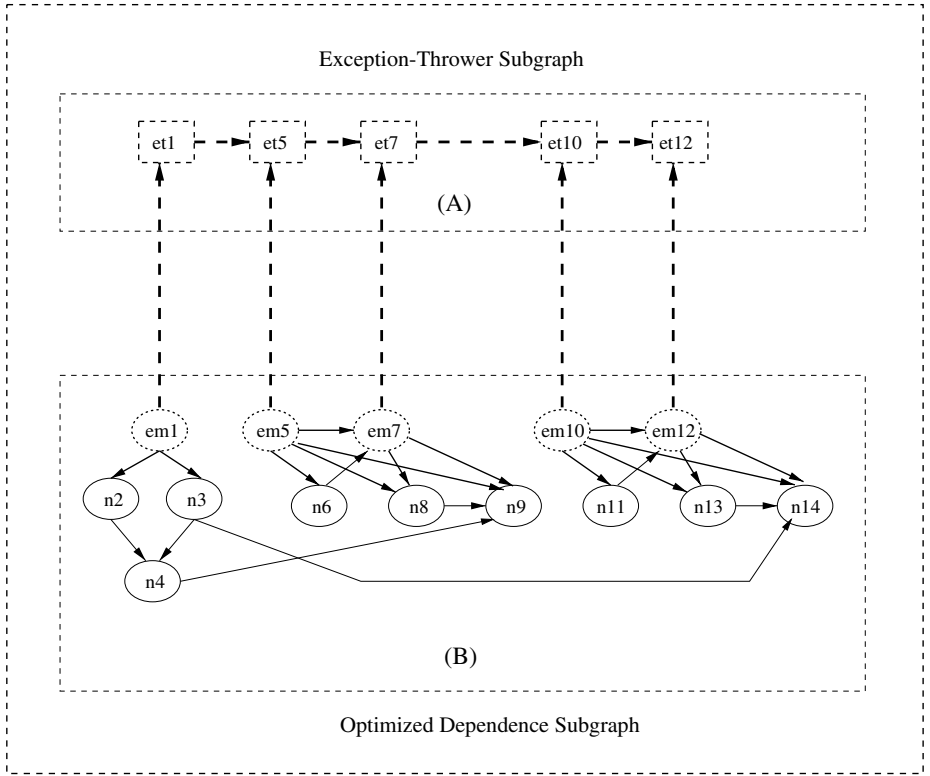 Exception-Thrower Subgraph
et1 et5 et7 et10 et12
(A)
em1 em5 em7 em10 em12
n2 n3 n6 n8 n9 n11 n13 n14
n4
(B)
Optimized Dependence Subgraph